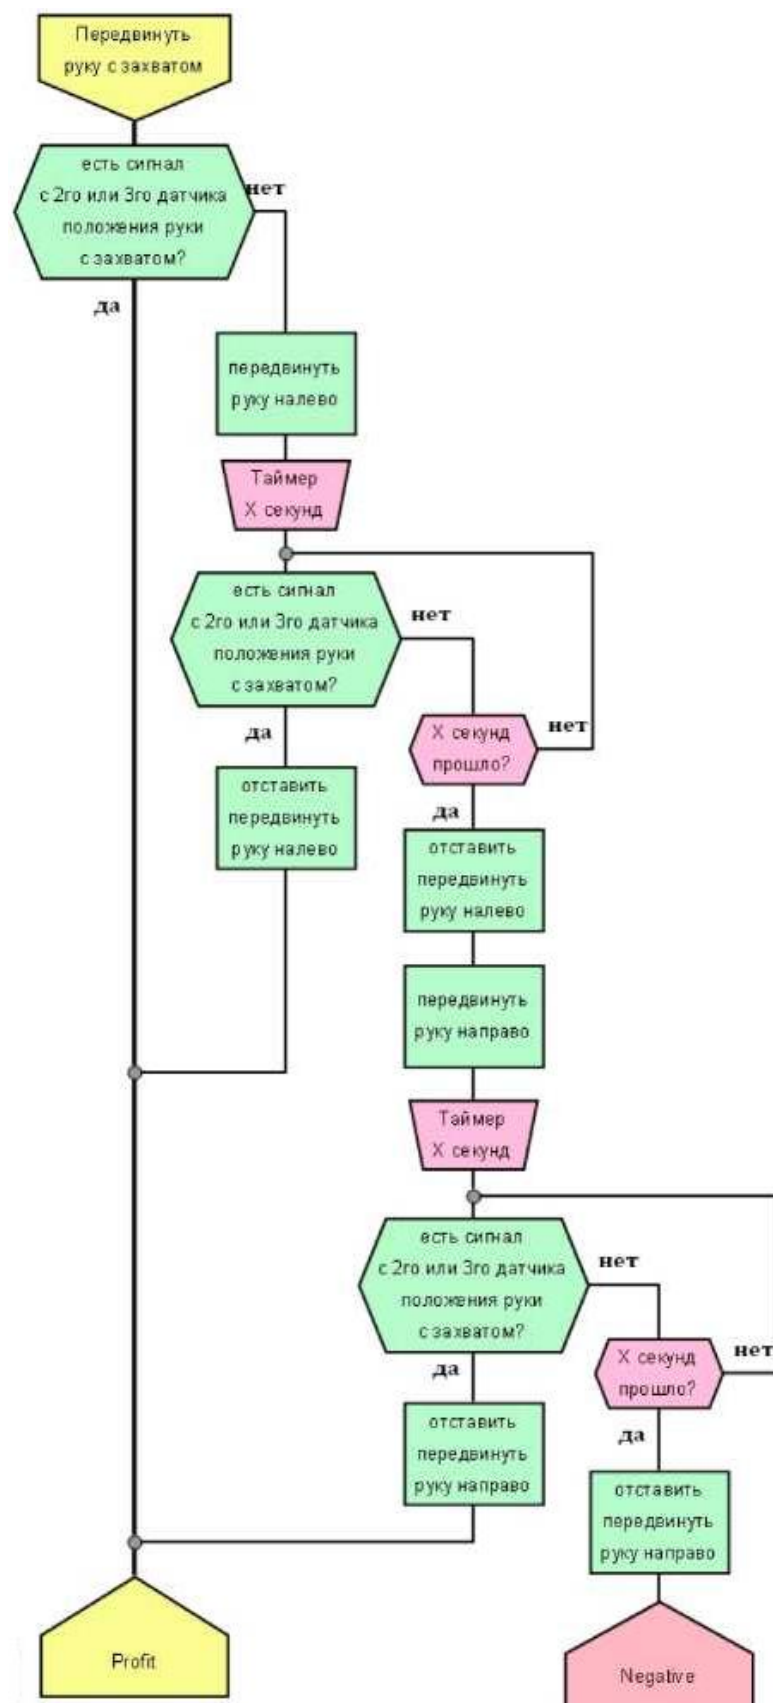 Передвинуть
руку с захватом
есть сигнал
с 2го или 3го датчика
положения руки
с захватом?
нет
да
передвинуть
руку налево
Таймер
X секунд
есть сигнал
с 2го или 3го датчика
положения руки
с захватом?
нет
да
X секунд
прошло?
нет
да
отставить
передвинуть
руку налево
отставить
передвинуть
руку налево
передвинуть
руку направо
Таймер
X секунд
есть сигнал
с 2го или 3го датчика
положения руки
с захватом?
нет
да
X секунд
прошло?
нет
да
отставить
передвинуть
руку направо
отставить
передвинуть
руку направо
Profit
Negative